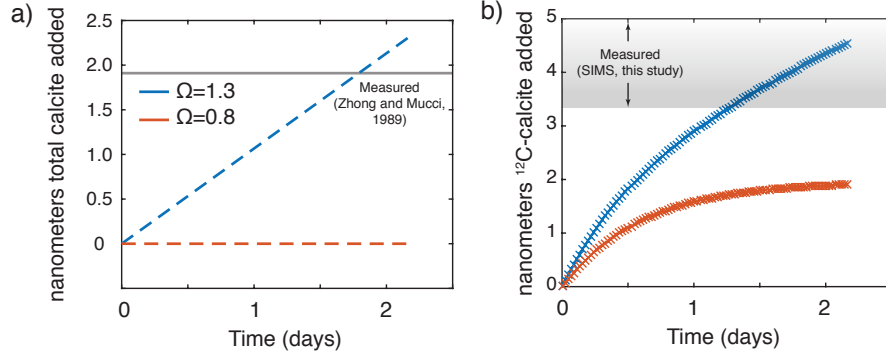 a)
nanometers total calcite added
2.5
2.0
1.5
1.0
0.5
0
Ω=1.3
Ω=0.8
Measured
(Zhong and Mucci,
1989)
0
1
2
Time (days)
b)
nanometers ¹²C-calcite added
5
4
3
2
1
0
Measured
(SIMS, this study)
0
1
2
Time (days)